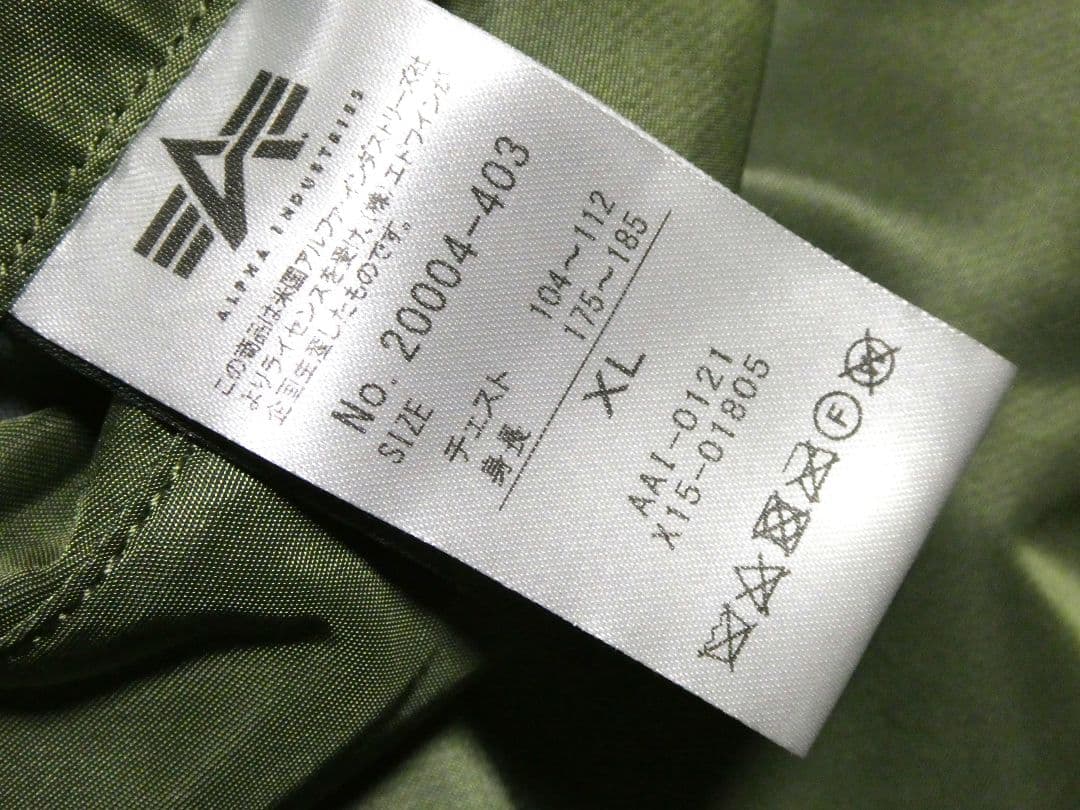 ALPHA INDUSTRIES
この商品は米国アルファ・インダストリーズ社
よりライセンスを受け、(株)エドウイン
企画生産したものです。
No. 20004-403
SIZE
チェスト 104～112
身長 175～185
XL
AA1-0121
X15-01805
F
W